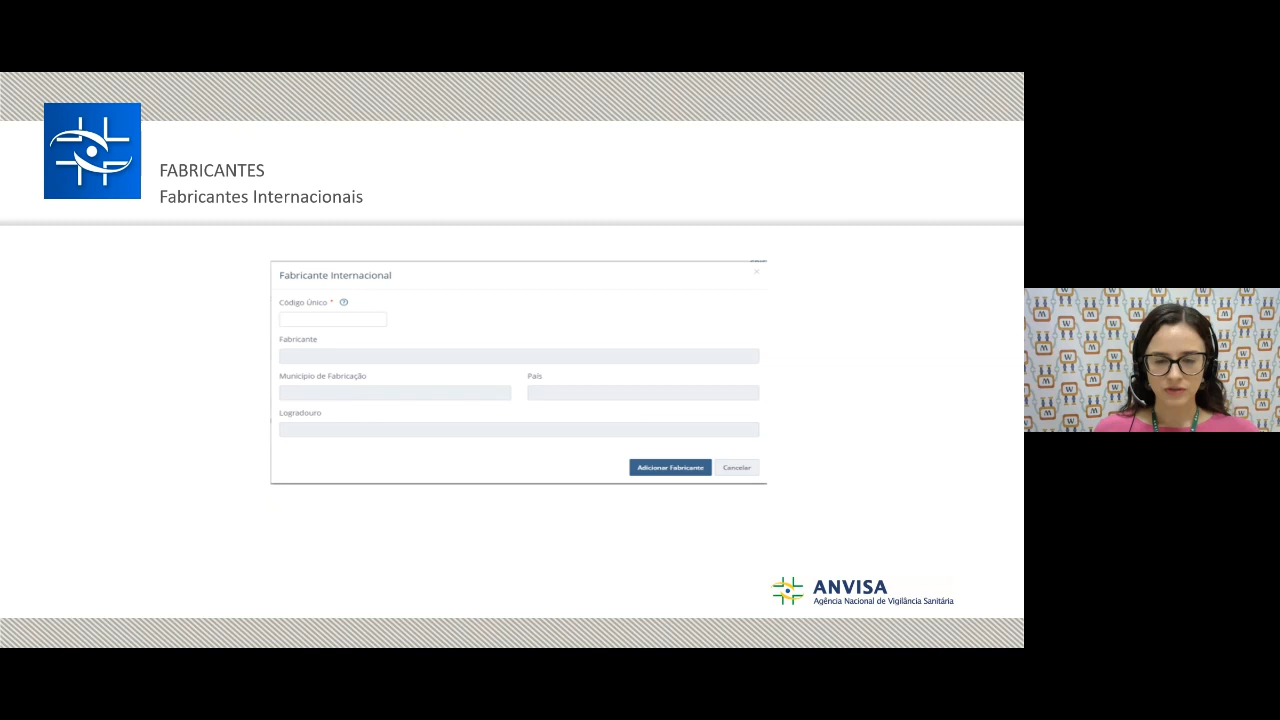 FABRICANTES
Fabricantes Internacionais
Fabricante Internacional
×
Código Único * ?
Fabricante
Município de Fabricação
País
Logradouro
Adicionar Fabricante
Cancelar
ANVISA
Agência Nacional de Vigilância Sanitária